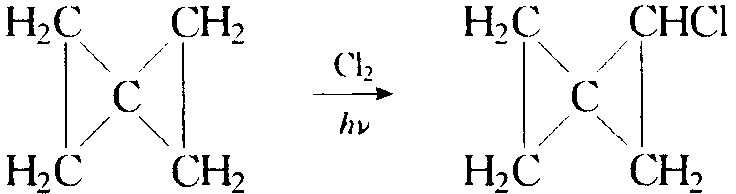 H₂C CH₂ H₂C CHCl
C Cl₂ C
hν
H₂C CH₂ H₂C CH₂